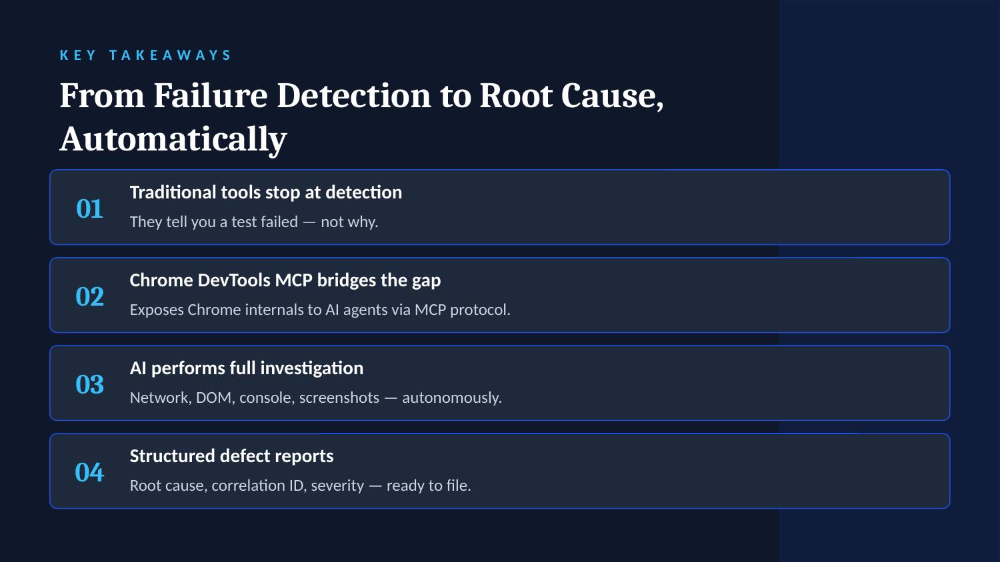 KEY TAKEAWAYS
From Failure Detection to Root Cause,
Automatically
01
Traditional tools stop at detection
They tell you a test failed — not why.
02
Chrome DevTools MCP bridges the gap
Exposes Chrome internals to AI agents via MCP protocol.
03
AI performs full investigation
Network, DOM, console, screenshots — autonomously.
04
Structured defect reports
Root cause, correlation ID, severity — ready to file.